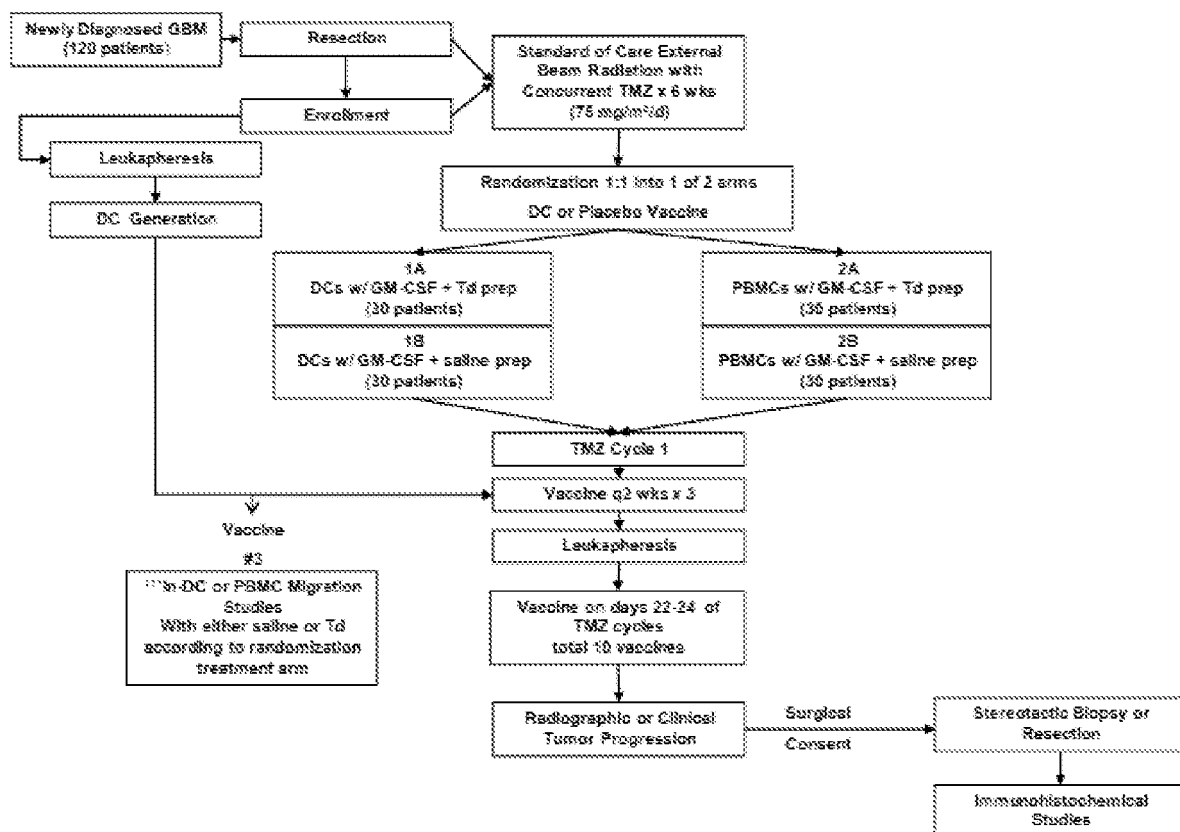 Newly Diagnosed GBM
(120 patients)
Resection
Enrollment
Standard of Care External
Beam Radiation with
Concurrent TMZ x 6 wks
(75 mg/m²/d)
Leukapheresis
DC Generation
Randomization 1:1 into 1 of 2 arms
DC or Placebo Vaccine
1A
DCs w/ GM-CSF + Td prep
(30 patients)
1B
DCs w/ GM-CSF + saline prep
(30 patients)
2A
PBMCs w/ GM-CSF + Td prep
(30 patients)
2B
PBMCs w/ GM-CSF + saline prep
(30 patients)
TMZ Cycle 1
Vaccine q2 wks x 3
Vaccine
#3
¹¹¹In-DC or PBMC Migration
Studies
With either saline or Td
according to randomization
treatment arm
Leukapheresis
Vaccine on days 22-24 of
TMZ cycles
total 10 vaccines
Radiographic or Clinical
Tumor Progression
Surgical
Consent
Stereotactic Biopsy or
Resection
Immunohistochemical
Studies